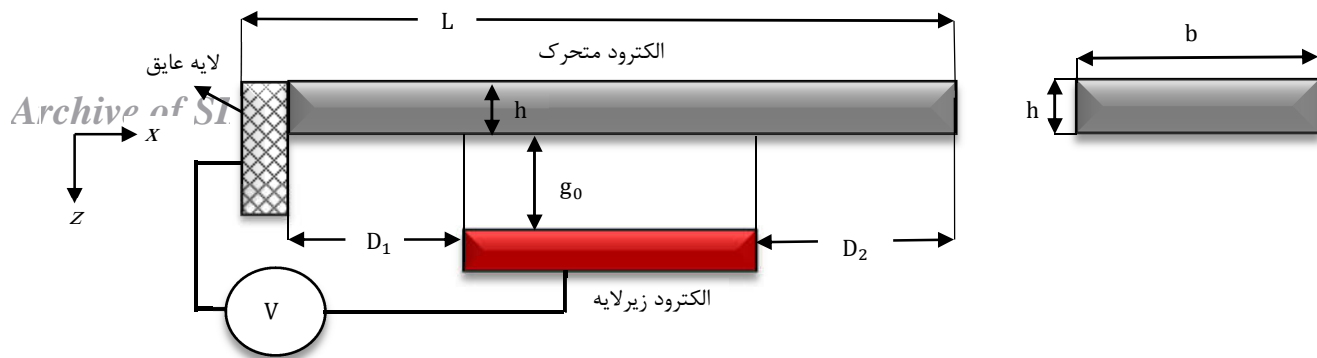 L
b
الکترود متحرک
لایه عایق
Archive of SI
h
h
x
z
g₀
D₁
D₂
الکترود زیرلایه
V